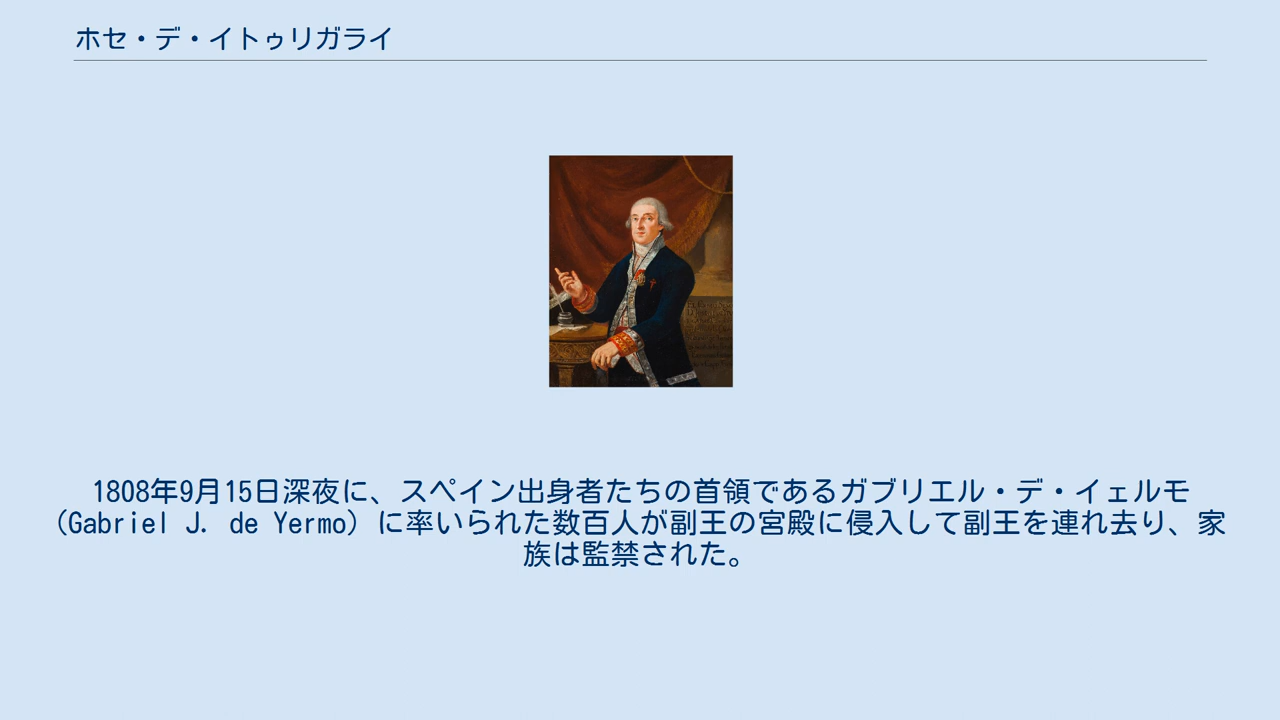 ホセ・デ・イトゥリガライ
1808年9月15日深夜に、スペイン出身者たちの首領であるガブリエル・デ・イェルモ
(Gabriel J. de Yermo) に率いられた数百人が副王の宮殿に侵入して副王を連れ去り、家
族は監禁された。